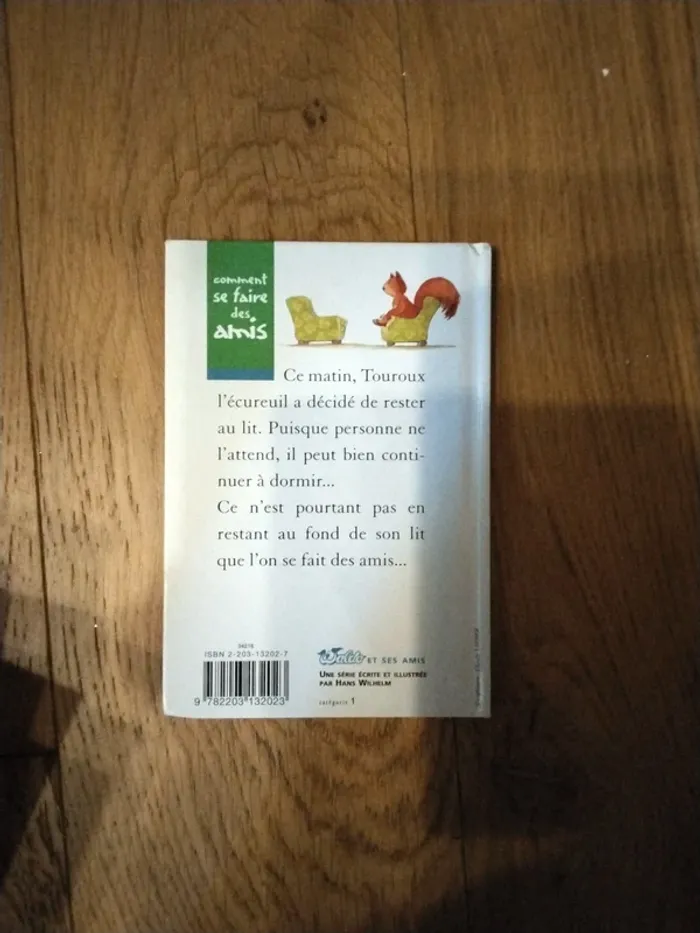 comment
se faire
des
amis
Ce matin, Touroux
l'écureuil a décidé de rester
au lit. Puisque personne ne
l'attend, il peut bien conti-
nuer à dormir...
Ce n'est pourtant pas en
restant au fond de son lit
que l'on se fait des amis...
ISBN 2-203-13202-7
9 782203 132023
ET SES AMIS
UNE SÉRIE ÉCRITE ET ILLUSTRÉE
PAR HANS WILHELM
catégorie 1